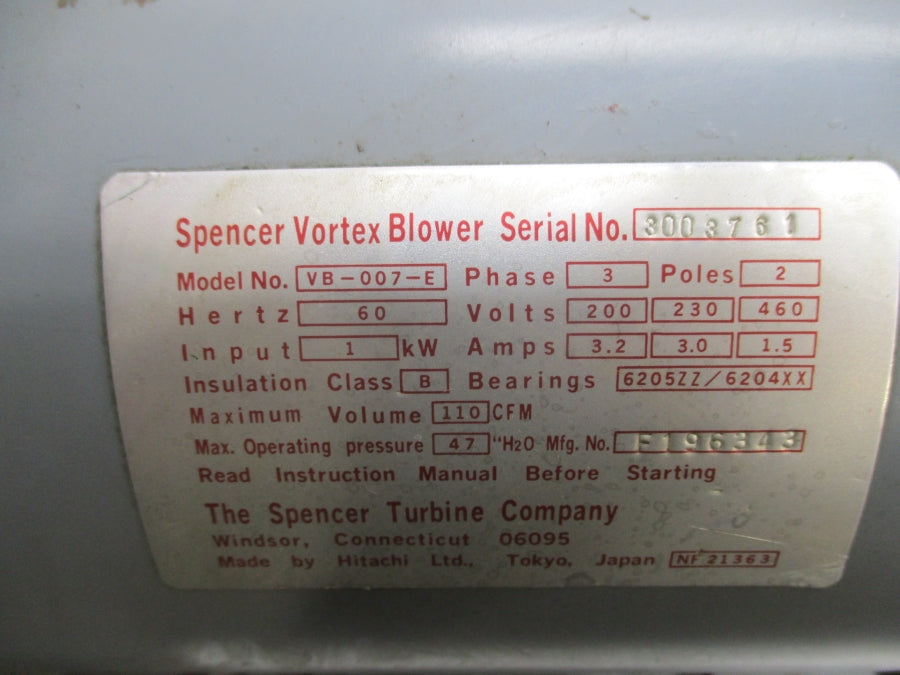 Spencer Vortex Blower Serial No. 3003761
Model No. VB-007-E Phase 3 Poles 2
Hertz 60 Volts 200 230 460
Input 1 kW Amps 3.2 3.0 1.5
Insulation Class B Bearings 6205ZZ/6204XX
Maximum Volume 110 CFM
Max. Operating pressure 47 "H2O Mfg. No. F196343
Read Instruction Manual Before Starting
The Spencer Turbine Company
Windsor, Connecticut 06095
Made by Hitachi Ltd., Tokyo, Japan NF 21363